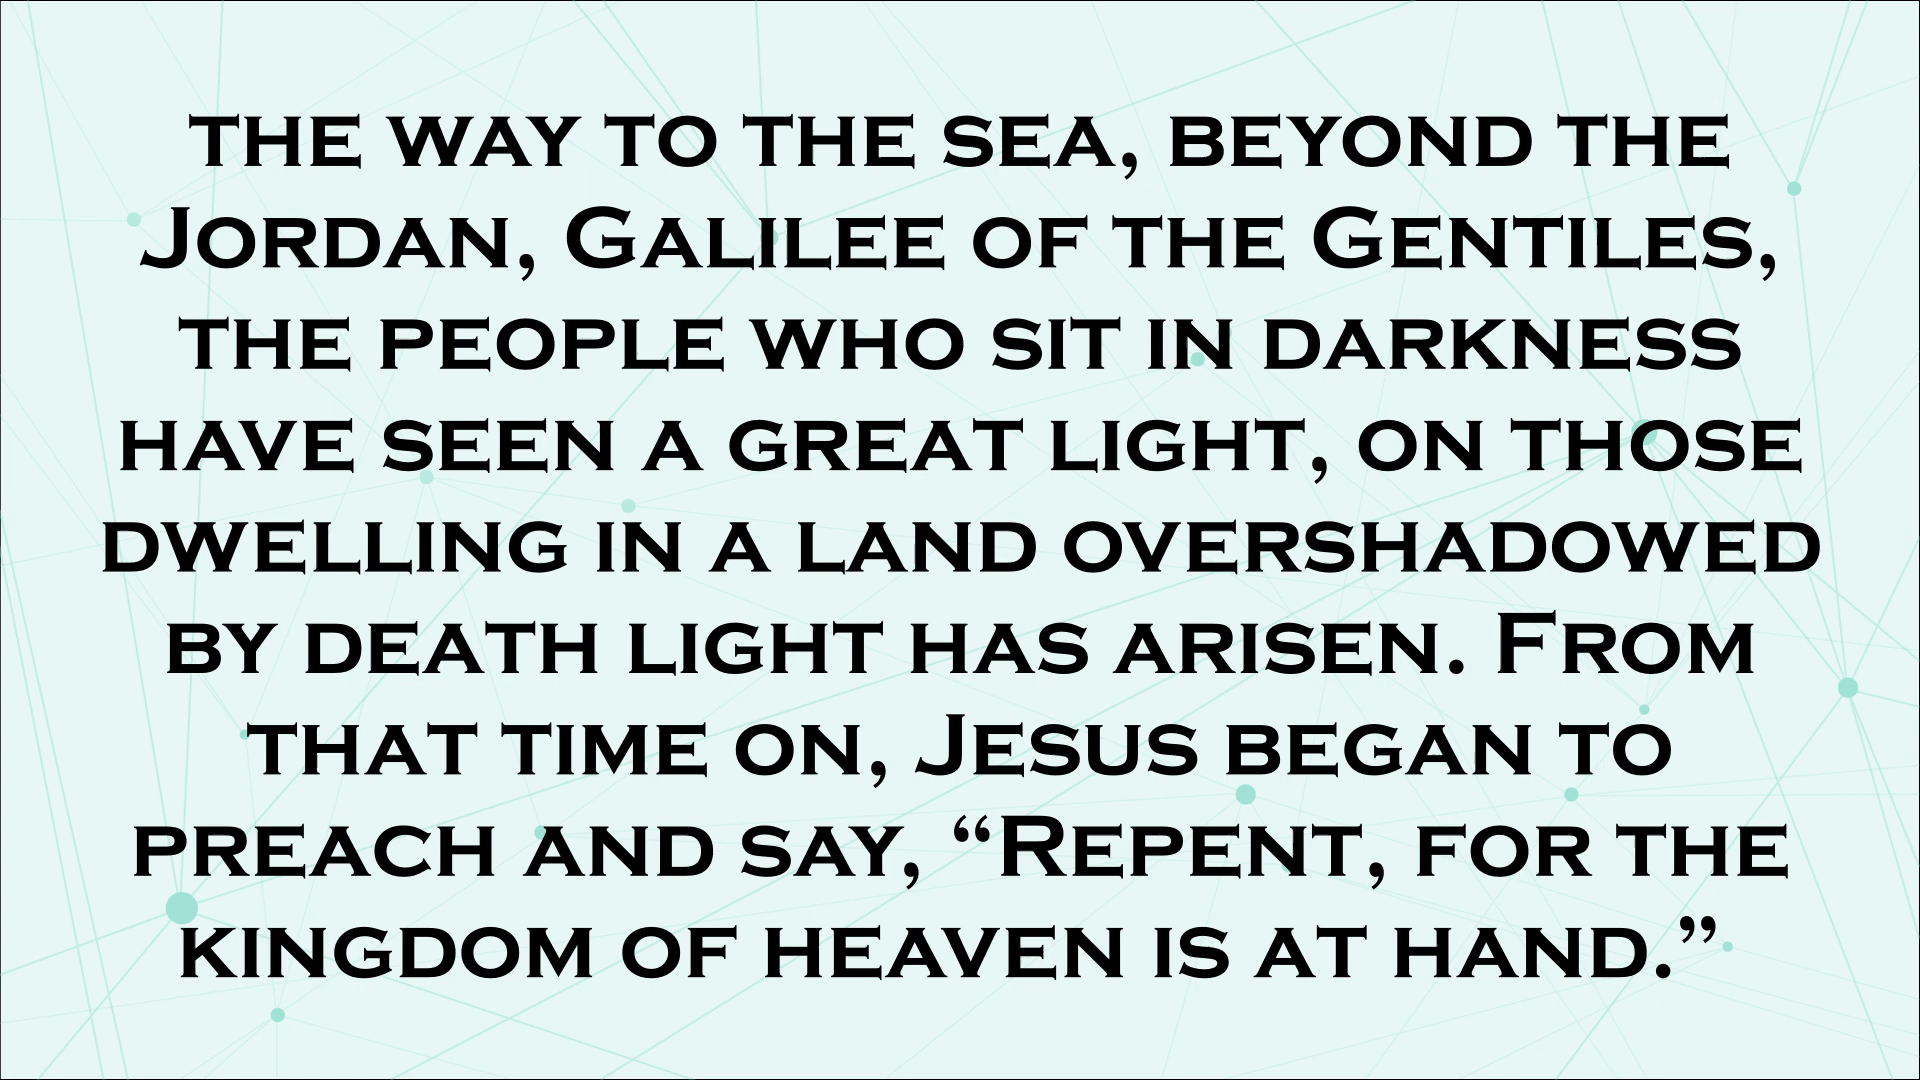 the way to the sea, beyond the
Jordan, Galilee of the Gentiles,
the people who sit in darkness
have seen a great light, on those
dwelling in a land overshadowed
by death light has arisen. From
that time on, Jesus began to
preach and say, “Repent, for the
kingdom of heaven is at hand.”